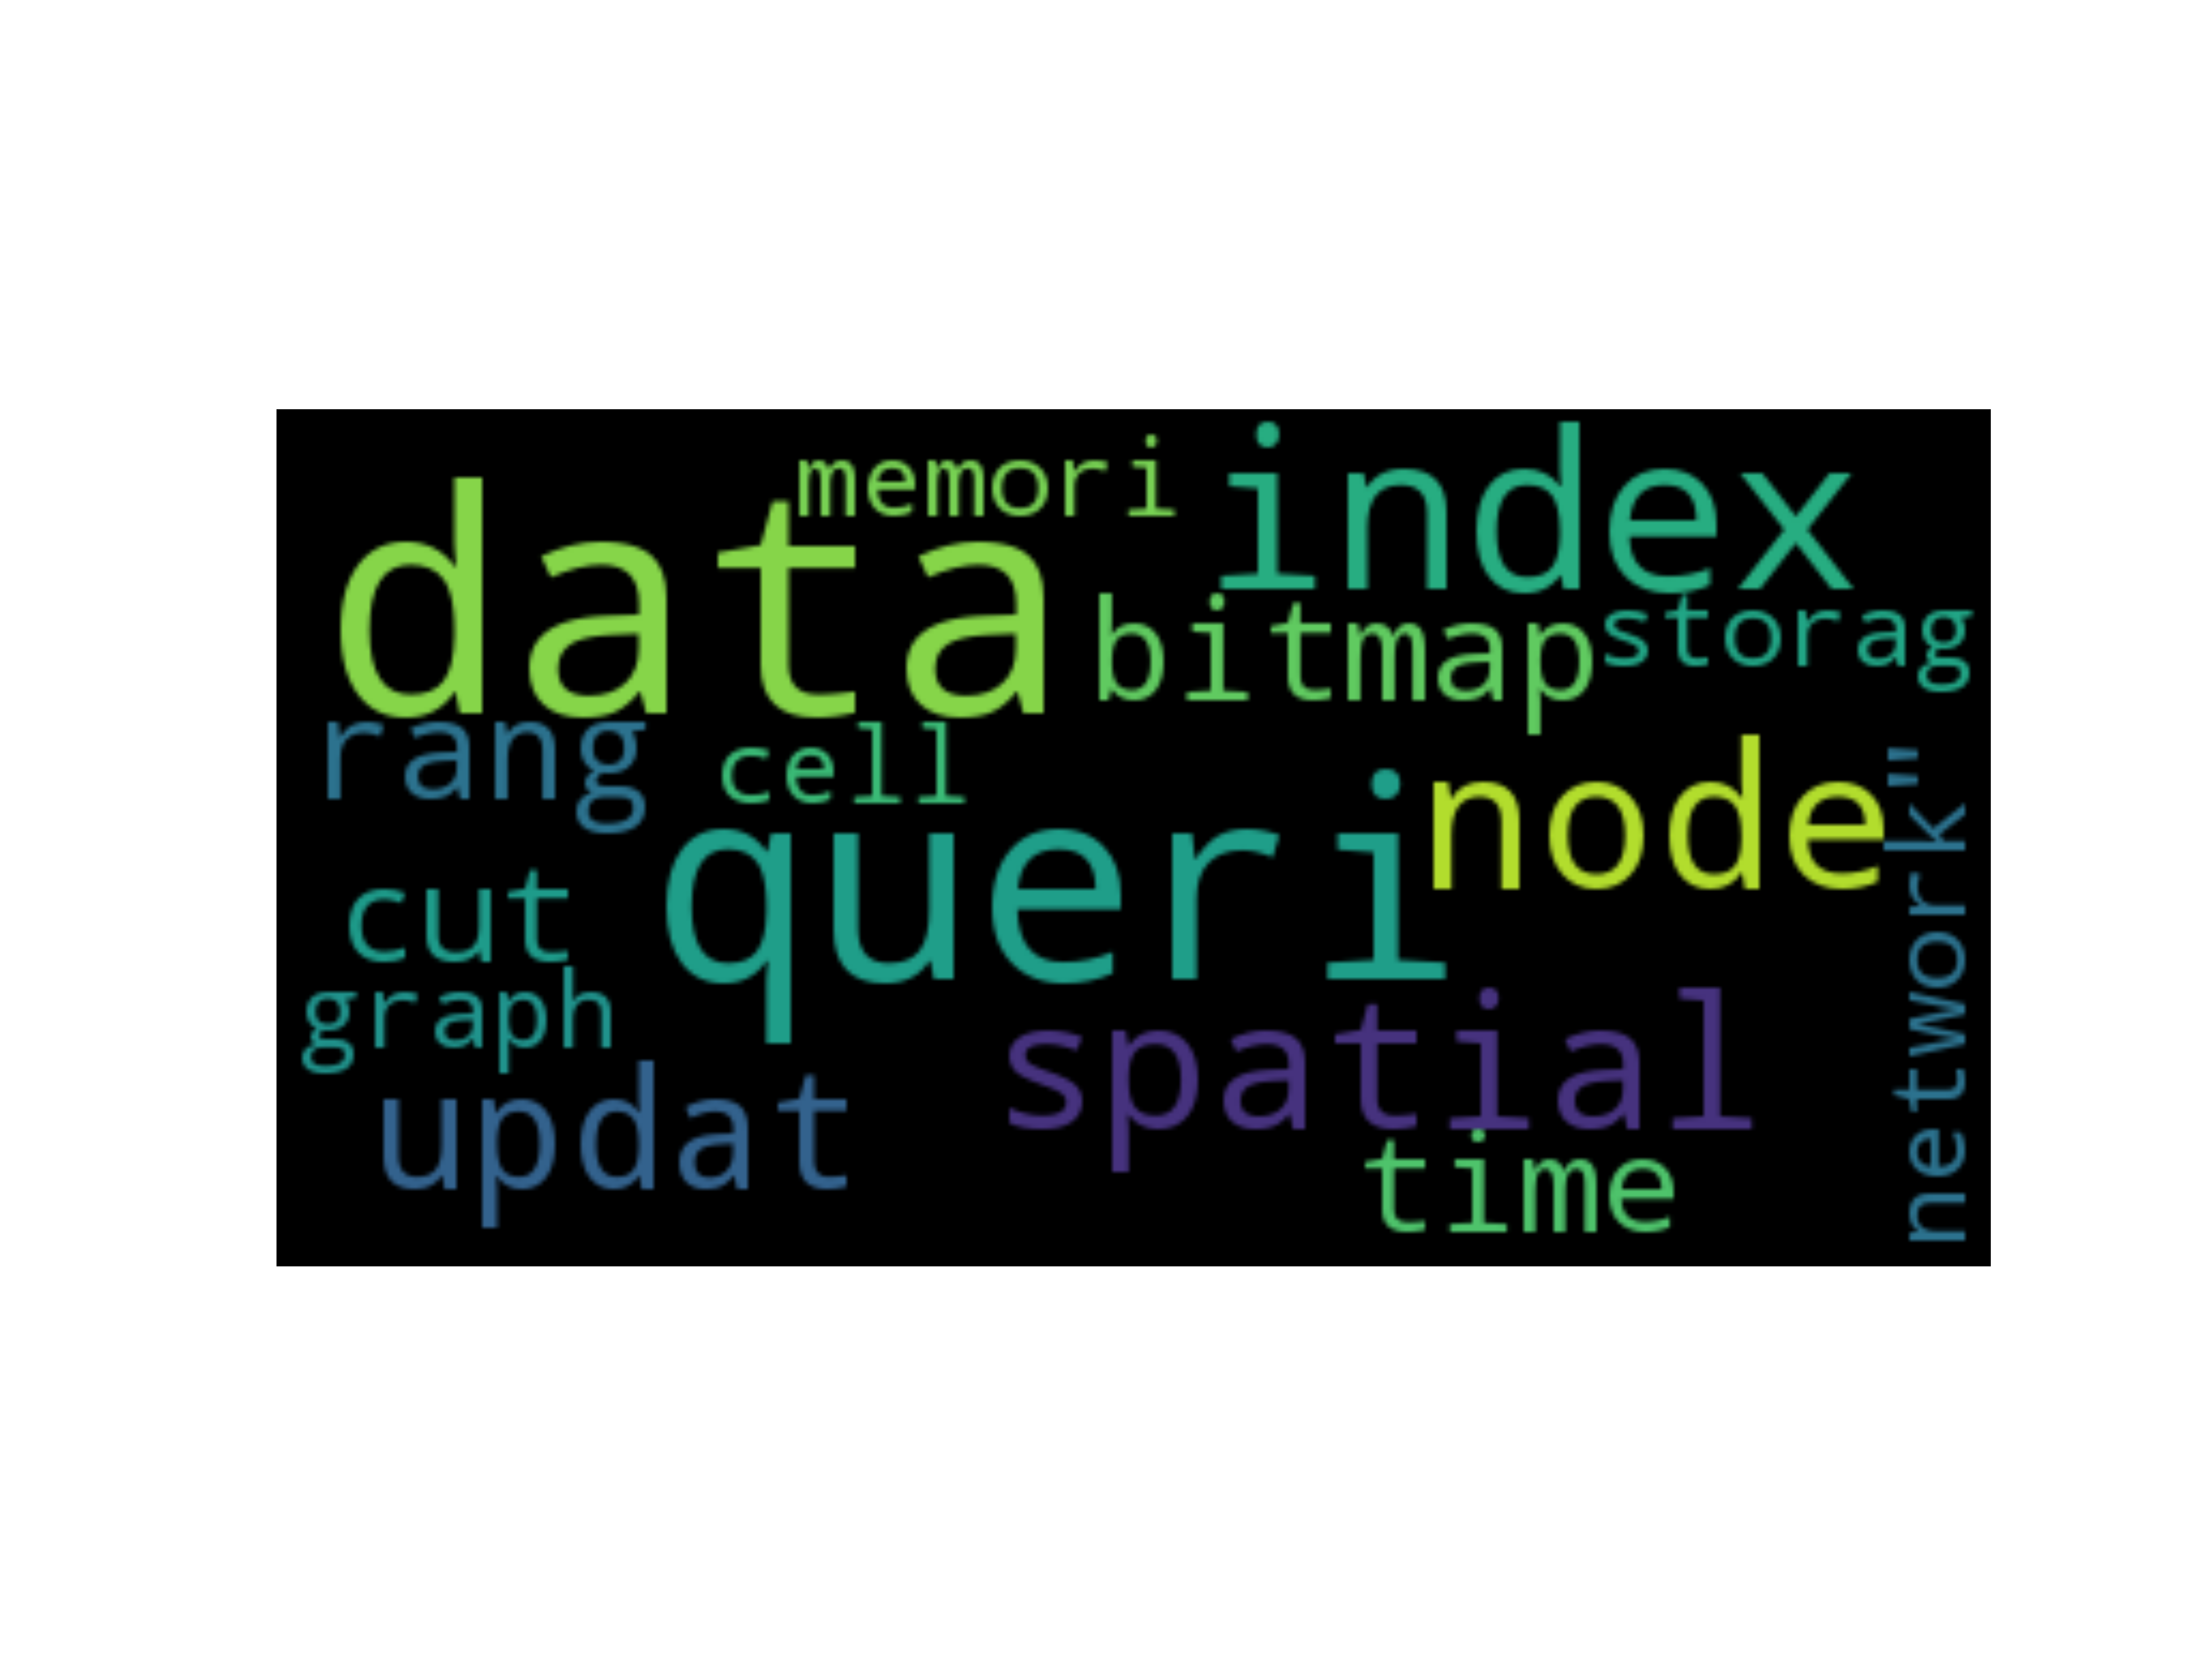 memori
index
data
bitmap
storag
rang
cell
node
queri
network"
cut
graph
spatial
updat
time